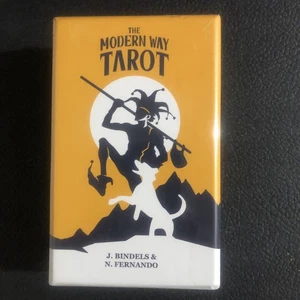 THE
MODERN WAY
TAROT
J. BINDELS &
N. FERNANDO